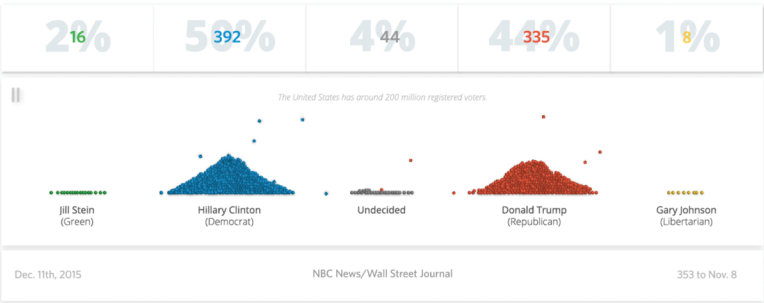 2% 16
50% 392
4% 44
44% 335
1% 8
The United States has around 200 million registered voters.
Jill Stein
(Green)
Hillary Clinton
(Democrat)
Undecided
Donald Trump
(Republican)
Gary Johnson
(Libertarian)
Dec. 11th, 2015
NBC News/Wall Street Journal
353 to Nov. 8